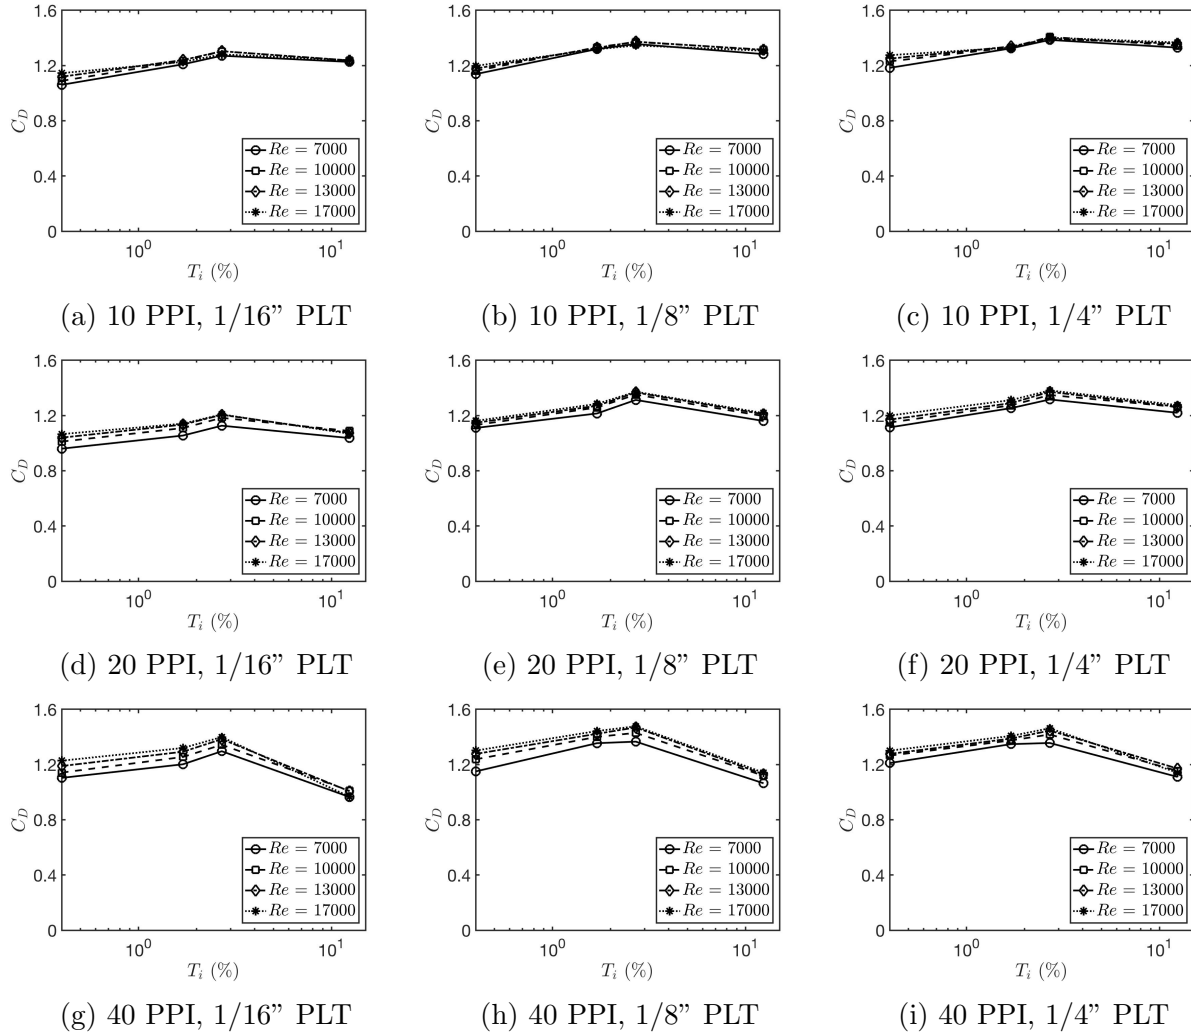 1.6
1.2
0.8
0.4
0
C_D
10^0
10^1
T_i (%)
Re = 7000
Re = 10000
Re = 13000
Re = 17000
(a) 10 PPI, 1/16” PLT
1.6
1.2
0.8
0.4
0
C_D
10^0
10^1
T_i (%)
Re = 7000
Re = 10000
Re = 13000
Re = 17000
(b) 10 PPI, 1/8” PLT
1.6
1.2
0.8
0.4
0
C_D
10^0
10^1
T_i (%)
Re = 7000
Re = 10000
Re = 13000
Re = 17000
(c) 10 PPI, 1/4” PLT
1.6
1.2
0.8
0.4
0
C_D
10^0
10^1
T_i (%)
Re = 7000
Re = 10000
Re = 13000
Re = 17000
(d) 20 PPI, 1/16” PLT
1.6
1.2
0.8
0.4
0
C_D
10^0
10^1
T_i (%)
Re = 7000
Re = 10000
Re = 13000
Re = 17000
(e) 20 PPI, 1/8” PLT
1.6
1.2
0.8
0.4
0
C_D
10^0
10^1
T_i (%)
Re = 7000
Re = 10000
Re = 13000
Re = 17000
(f) 20 PPI, 1/4” PLT
1.6
1.2
0.8
0.4
0
C_D
10^0
10^1
T_i (%)
Re = 7000
Re = 10000
Re = 13000
Re = 17000
(g) 40 PPI, 1/16” PLT
1.6
1.2
0.8
0.4
0
C_D
10^0
10^1
T_i (%)
Re = 7000
Re = 10000
Re = 13000
Re = 17000
(h) 40 PPI, 1/8” PLT
1.6
1.2
0.8
0.4
0
C_D
10^0
10^1
T_i (%)
Re = 7000
Re = 10000
Re = 13000
Re = 17000
(i) 40 PPI, 1/4” PLT